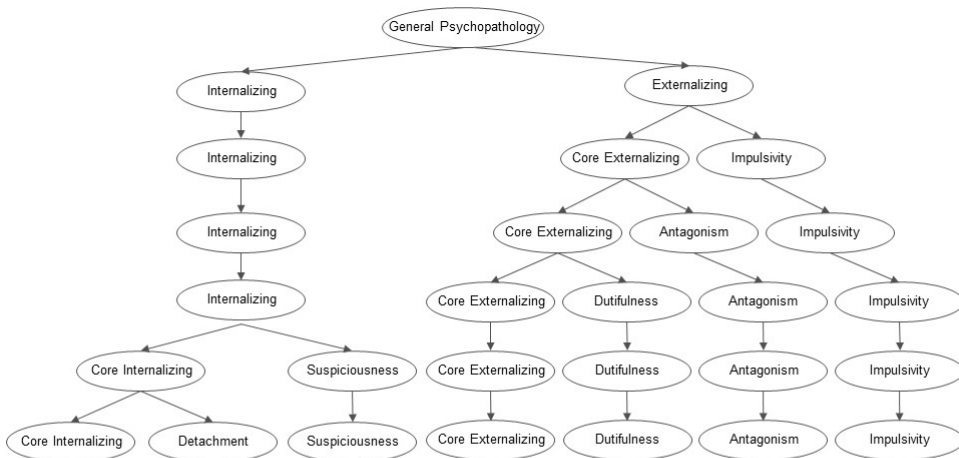 General Psychopathology
Internalizing
Externalizing
Internalizing
Core Externalizing
Impulsivity
Internalizing
Core Externalizing
Antagonism
Impulsivity
Internalizing
Core Externalizing
Dutifulness
Antagonism
Impulsivity
Core Internalizing
Suspiciousness
Core Externalizing
Dutifulness
Antagonism
Impulsivity
Core Internalizing
Detachment
Suspiciousness
Core Externalizing
Dutifulness
Antagonism
Impulsivity